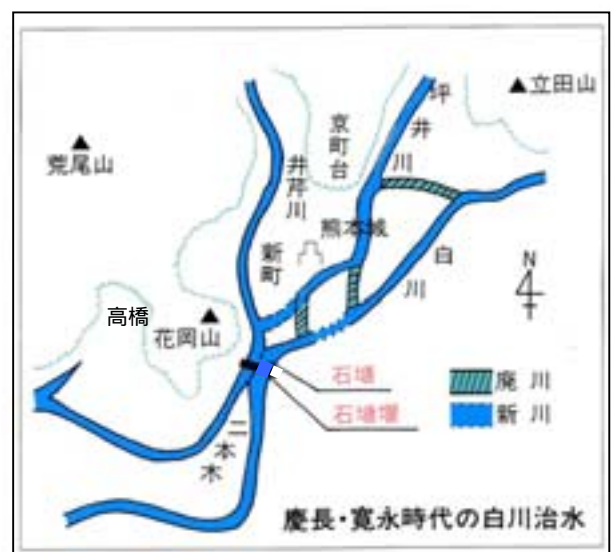 立田山
荒尾山
京町台
坪井川
井芹川
熊本城
新町
白川
N
高橋
花岡山
石塘
石塘堰
二本木
廃川
新川
慶長・寛永時代の白川治水